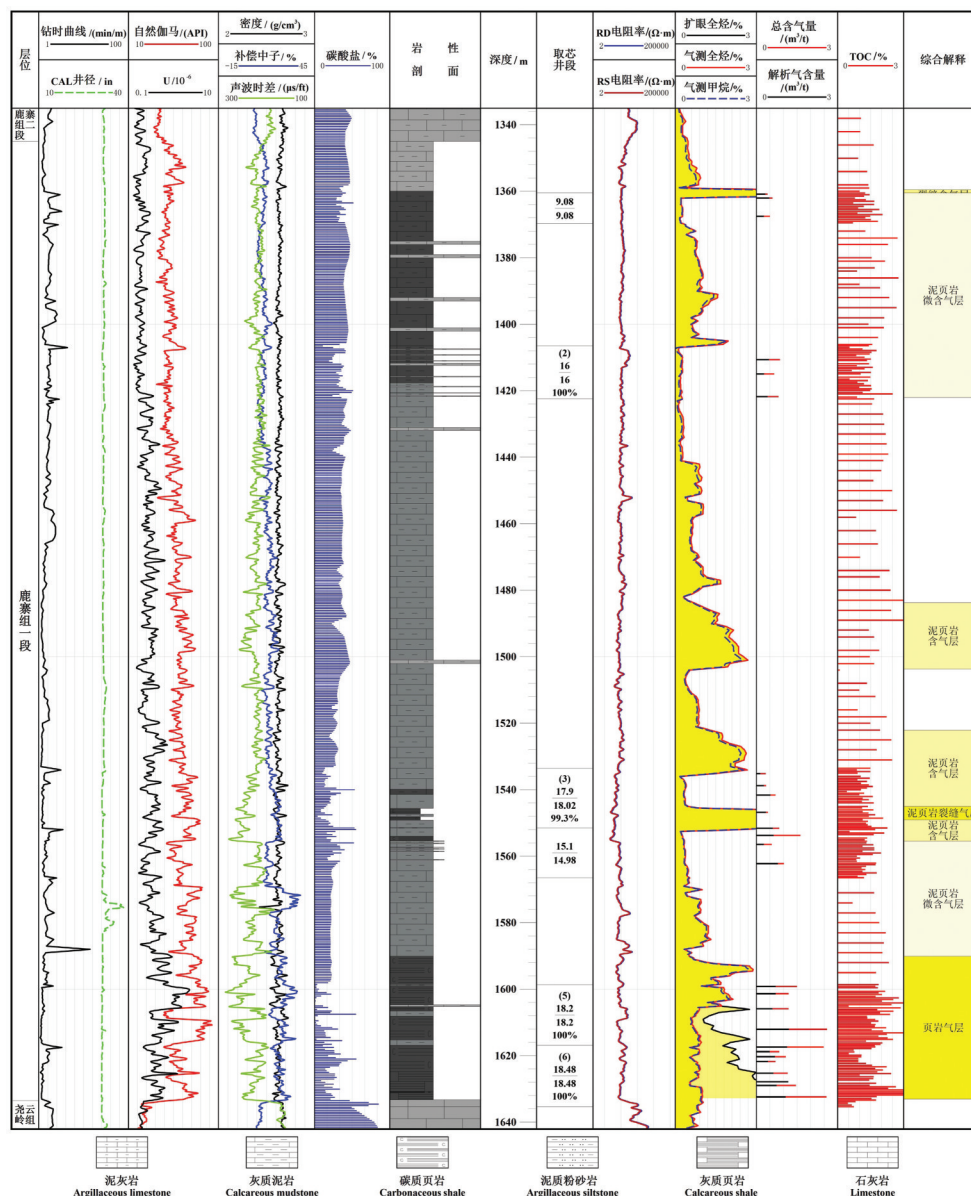 层位
钻时曲线 / (min/m)
1 100
CAL井径 / in
10 40
自然伽马 / (API)
10 100
U/10⁻⁶
0.1 10
密度 / (g/cm³)
2 3
补偿中子 / %
−15 45
声波时差 / (μs/ft)
300 100
碳酸盐 / %
0 100
岩性
剖面
深度 / m
取芯
井段
RD电阻率/ (Ω·m)
2 200000
RS电阻率/ (Ω·m)
2 200000
扩眼全烃/%
0 3
气测全烃/%
0 3
气测甲烷/%
0 3
总含气量
/(m³/t)
0 3
解析气含量
/(m³/t)
0 3
TOC / %
0 3
综合解释
鹿寨
组二
段
鹿寨组一段
尧云
岭组
1340
1360
1380
1400
1420
1440
1460
1480
1500
1520
1540
1560
1580
1600
1620
1640
9.08
9.08
(2)
16
16
100%
(3)
17.9
18.02
99.3%
15.1
14.98
(5)
18.2
18.2
100%
(6)
18.48
18.48
100%
泥页岩
微含气层
泥页岩
含气层
泥页岩
含气层
泥页岩裂缝气
泥页岩
含气层
泥页岩
微含气层
页岩气层
泥灰岩
Argillaceous limestone
灰质泥岩
Calcareous mudstone
碳质页岩
Carbonaceous shale
泥质粉砂岩
Argillaceous siltstone
灰质页岩
Calcareous shale
石灰岩
Limestone